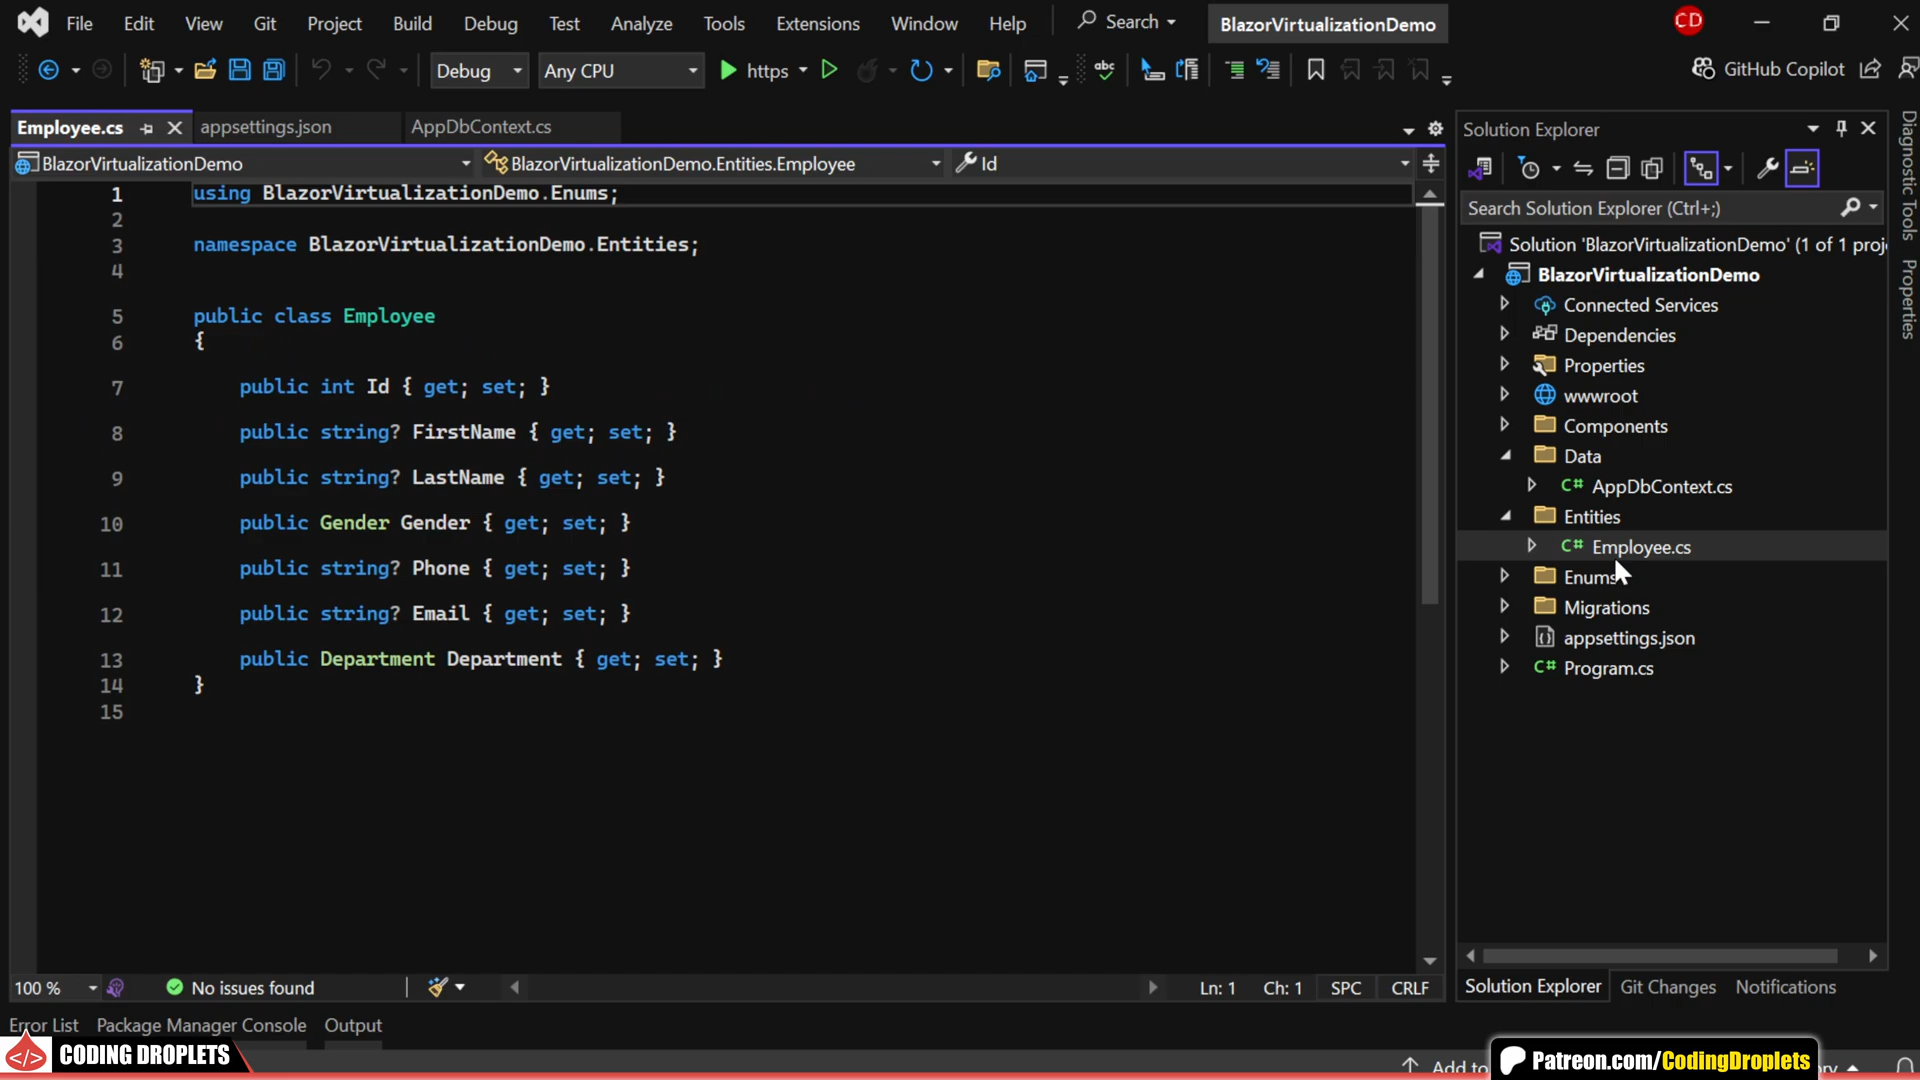 File Edit View Git Project Build Debug Test Analyze Tools Extensions Window Help Search BlazorVirtualizationDemo CD
Debug Any CPU https GitHub Copilot
Employee.cs appsettings.json AppDbContext.cs
BlazorVirtualizationDemo BlazorVirtualizationDemo.Entities.Employee Id
1 using BlazorVirtualizationDemo.Enums;
2
3 namespace BlazorVirtualizationDemo.Entities;
4
5 public class Employee
6 {
7 public int Id { get; set; }
8 public string? FirstName { get; set; }
9 public string? LastName { get; set; }
10 public Gender Gender { get; set; }
11 public string? Phone { get; set; }
12 public string? Email { get; set; }
13 public Department Department { get; set; }
14 }
15
100 % No issues found Ln: 1 Ch: 1 SPC CRLF
Solution Explorer
Search Solution Explorer (Ctrl+;)
Solution 'BlazorVirtualizationDemo' (1 of 1 proj
BlazorVirtualizationDemo
Connected Services
Dependencies
Properties
wwwroot
Components
Data
C# AppDbContext.cs
Entities
C# Employee.cs
Enums
Migrations
appsettings.json
C# Program.cs
Solution Explorer Git Changes Notifications
Diagnostic Tools
Properties
Error List Package Manager Console Output
</> CODING DROPLETS
Add to
Patreon.com/CodingDroplets